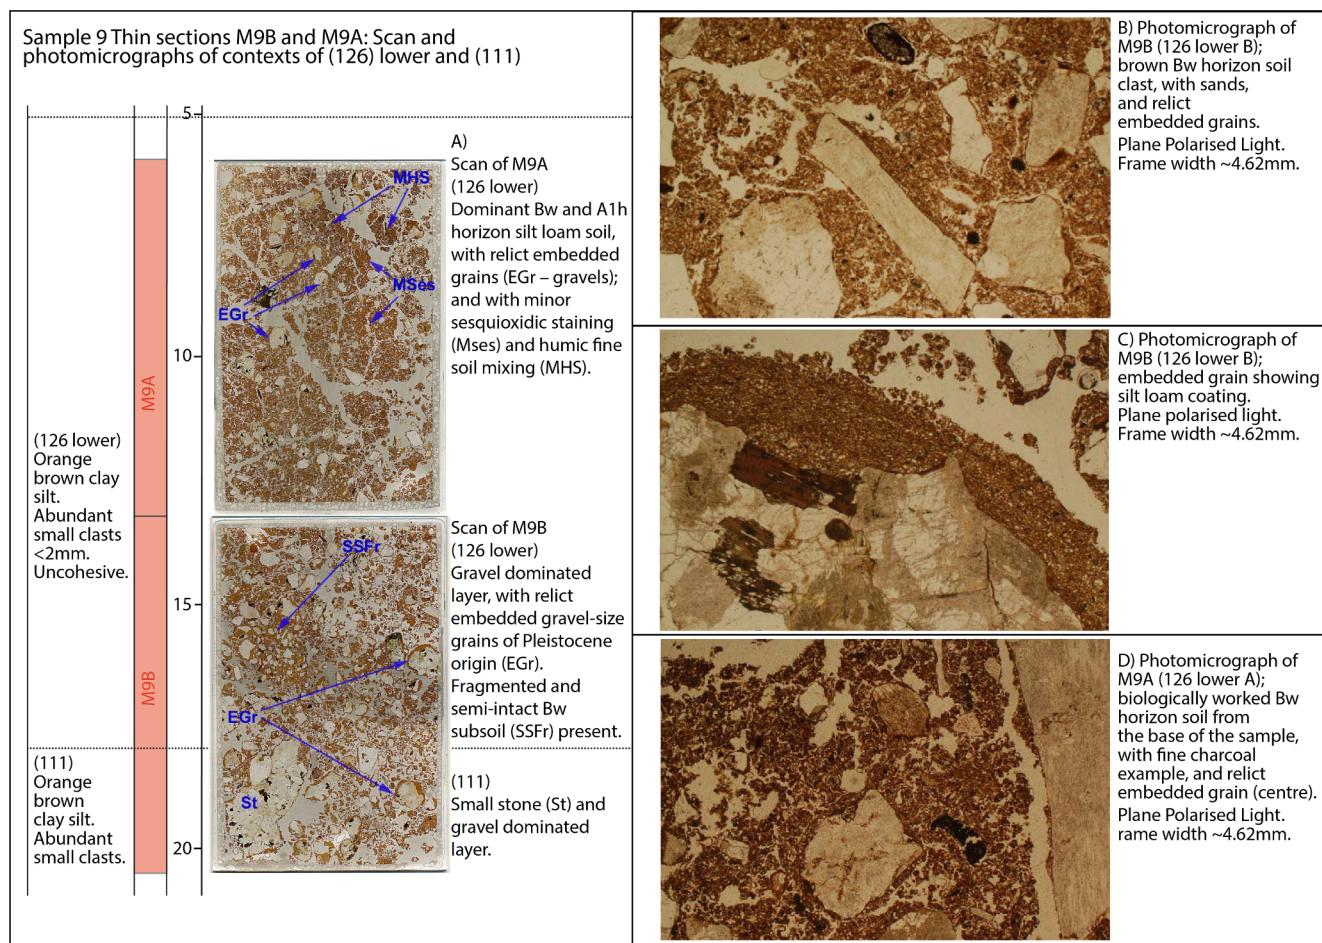 Sample 9 Thin sections M9B and M9A: Scan and
photomicrographs of contexts of (126) lower and (111)
5
10
15
20
M9A
M9B
(126 lower)
Orange
brown clay
silt.
Abundant
small clasts
<2mm.
Uncohesive.
(111)
Orange
brown
clay silt.
Abundant
small clasts.
MHS
MSes
EGr
SSFr
EGr
St
A)
Scan of M9A
(126 lower)
Dominant Bw and A1h
horizon silt loam soil,
with relict embedded
grains (EGr – gravels);
and with minor
sesquioxidic staining
(Mses) and humic fine
soil mixing (MHS).
Scan of M9B
(126 lower)
Gravel dominated
layer, with relict
embedded gravel-size
grains of Pleistocene
origin (EGr).
Fragmented and
semi-intact Bw
subsoil (SSFr) present.
(111)
Small stone (St) and
gravel dominated
layer.
B) Photomicrograph of
M9B (126 lower B);
brown Bw horizon soil
clast, with sands,
and relict
embedded grains.
Plane Polarised Light.
Frame width ~4.62mm.
C) Photomicrograph of
M9B (126 lower B);
embedded grain showing
silt loam coating.
Plane polarised light.
Frame width ~4.62mm.
D) Photomicrograph of
M9A (126 lower A);
biologically worked Bw
horizon soil from
the base of the sample,
with fine charcoal
example, and relict
embedded grain (centre).
Plane Polarised Light.
rame width ~4.62mm.